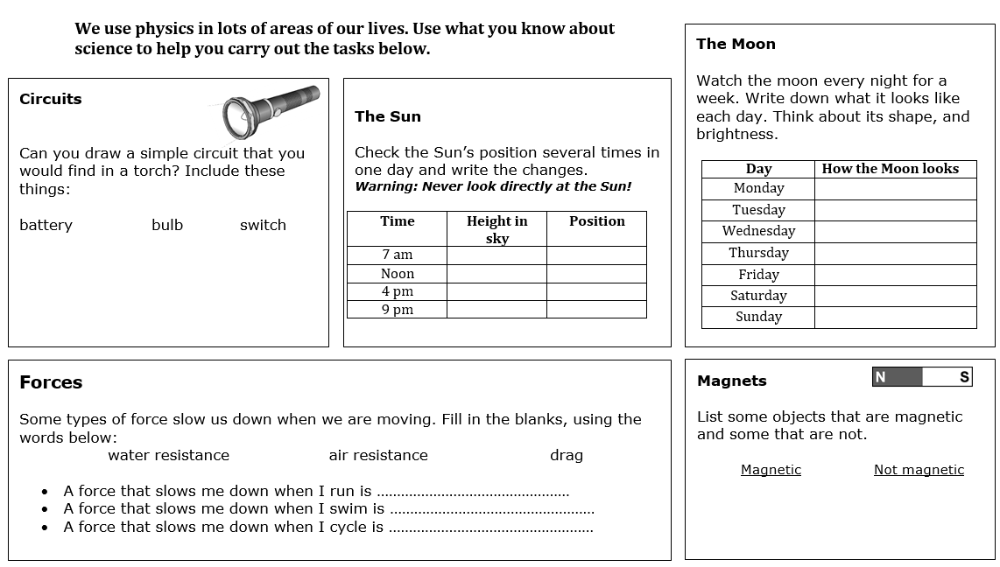 We use physics in lots of areas of our lives. Use what you know about
science to help you carry out the tasks below.
Circuits
Can you draw a simple circuit that you
would find in a torch? Include these
things:
battery bulb switch
The Sun
Check the Sun’s position several times in
one day and write the changes.
Warning: Never look directly at the Sun!
Time Height in Position
sky
7 am
Noon
4 pm
9 pm
The Moon
Watch the moon every night for a
week. Write down what it looks like
each day. Think about its shape, and
brightness.
Day How the Moon looks
Monday
Tuesday
Wednesday
Thursday
Friday
Saturday
Sunday
Forces
Some types of force slow us down when we are moving. Fill in the blanks, using the
words below:
water resistance air resistance drag
• A force that slows me down when I run is ................................................
• A force that slows me down when I swim is ...................................................
• A force that slows me down when I cycle is ...................................................
Magnets
N S
List some objects that are magnetic
and some that are not.
Magnetic Not magnetic